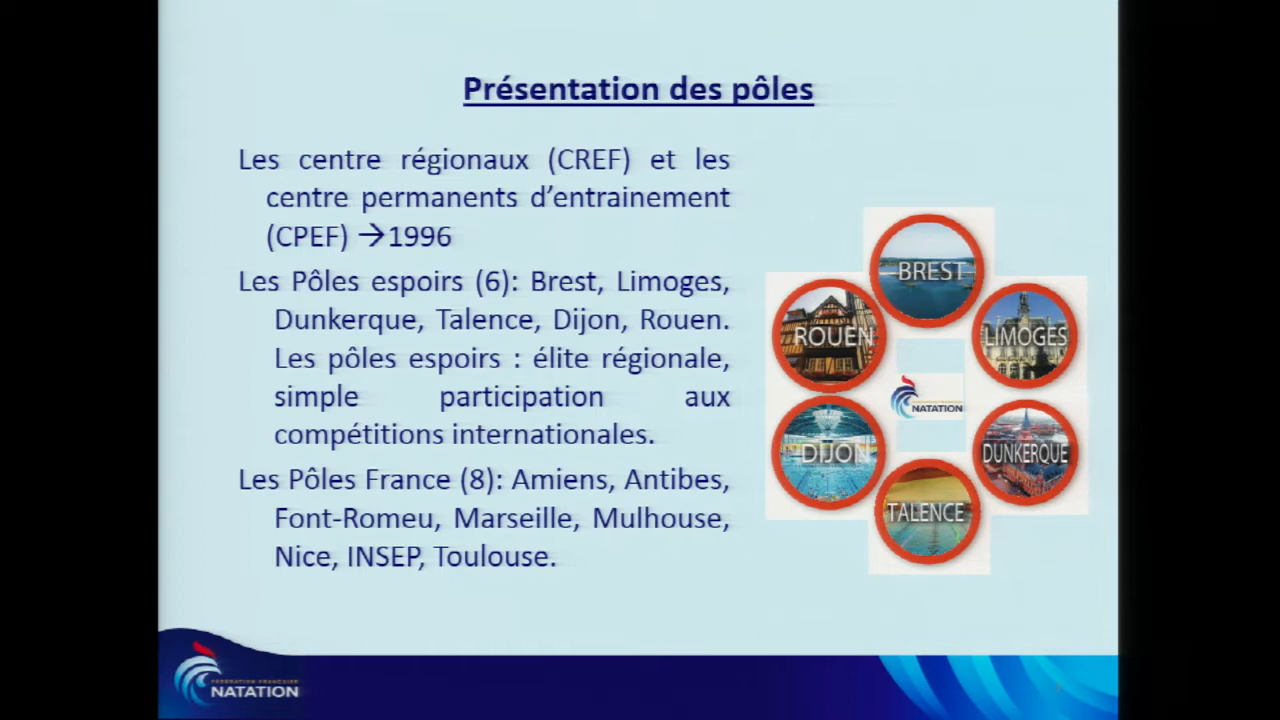 Présentation des pôles
Les centre régionaux (CREF) et les
centre permanents d’entrainement
(CPEF) →1996
Les Pôles espoirs (6): Brest, Limoges,
Dunkerque, Talence, Dijon, Rouen.
Les pôles espoirs : élite régionale,
simple participation aux
compétitions internationales.
Les Pôles France (8): Amiens, Antibes,
Font-Romeu, Marseille, Mulhouse,
Nice, INSEP, Toulouse.
BREST
ROUEN
LIMOGES
NATATION
DIJON
DUNKERQUE
TALENCE
FÉDÉRATION FRANÇAISE
NATATION